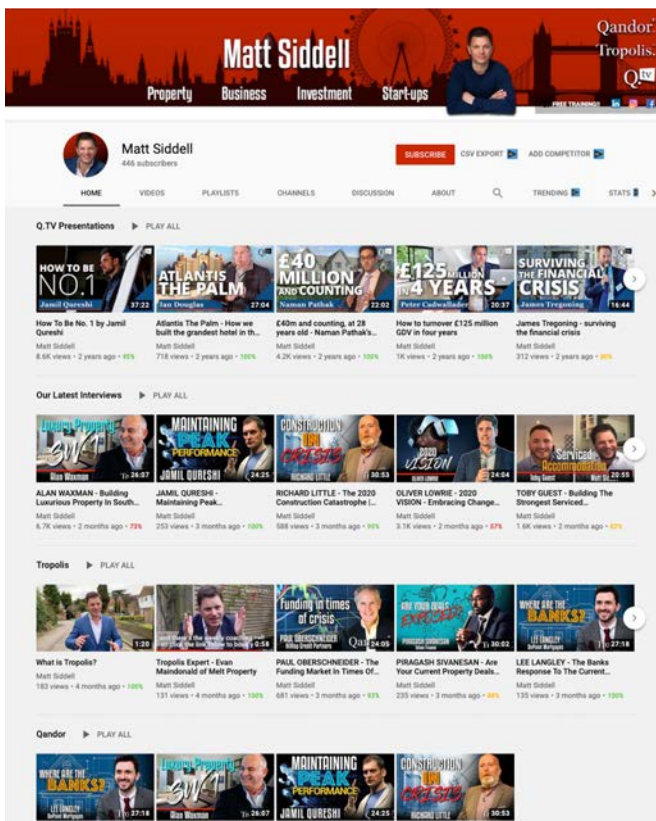 Qandor.
Matt Siddell
Tropolis.
Q.tv
Property Business Investment Start-ups
FREE TRAINING!!
Matt Siddell
446 subscribers
SUBSCRIBE CSV EXPORT ADD COMPETITOR
HOME VIDEOS PLAYLISTS CHANNELS DISCUSSION ABOUT TRENDING STATS
Q.TV Presentations PLAY ALL
HOW TO BE NO.1 Jamil Qureshi 37:22
ATLANTIS THE PALM Ian Douglas 27:04
£40 MILLION AND COUNTING Naman Pathak 22:02
£125 MILLION IN 4 YEARS Peter Cadwallader 20:37
SURVIVING THE FINANCIAL CRISIS James Tregoning 16:44
How To Be No. 1 by Jamil Qureshi
Matt Siddell
8.6K views • 2 years ago • 95%
Atlantis The Palm - How we built the grandest hotel in th...
Matt Siddell
718 views • 2 years ago • 100%
£40m and counting, at 28 years old - Naman Pathak's...
Matt Siddell
4.2K views • 2 years ago • 100%
How to turnover £125 million GDV in four years
Matt Siddell
1K views • 2 years ago • 100%
James Tregoning - surviving the financial crisis
Matt Siddell
312 views • 2 years ago
Our Latest Interviews PLAY ALL
Luxury Property SW1 Alan Waxman 26:07
MAINTAINING PEAK PERFORMANCE JAMIL QURESHI 24:25
CONSTRUCTION IN CRISIS RICHARD LITTLE 30:53
2020 VISION OLIVER LOWRIE 24:04
Serviced Accommodation Toby Guest 20:55
ALAN WAXMAN - Building Luxurious Property In South...
Matt Siddell
6.7K views • 2 months ago • 73%
JAMIL QURESHI - Maintaining Peak...
Matt Siddell
253 views • 3 months ago • 100%
RICHARD LITTLE - The 2020 Construction Catastrophe (...
Matt Siddell
588 views • 3 months ago
OLIVER LOWRIE - 2020 VISION - Embracing Change...
Matt Siddell
3.1K views • 2 months ago • 57%
TOBY GUEST - Building The Strongest Serviced...
Matt Siddell
1.6K views • 2 months ago
Tropolis PLAY ALL
1:20
0:58
Funding in times of crisis PAUL OBERSCHNEIDER 24:05
ARE YOUR DEALS EXPOSED? PIRAGASH SIVANESAN 30:02
WHERE ARE THE BANKS? LEE LANGLEY 27:18
What is Tropolis?
Matt Siddell
183 views • 4 months ago • 100%
Tropolis Expert - Evan Maindonald of Melt Property
Matt Siddell
131 views • 4 months ago • 100%
PAUL OBERSCHNEIDER - The Funding Market In Times Of...
Matt Siddell
681 views • 3 months ago • 93%
PIRAGASH SIVANESAN - Are Your Current Property Deals...
Matt Siddell
235 views • 3 months ago
LEE LANGLEY - The Banks Response To The Current...
Matt Siddell
135 views • 3 months ago • 100%
Qandor PLAY ALL
WHERE ARE THE BANKS? LEE LANGLEY 27:18
Luxury Property SW1 Alan Waxman 26:07
MAINTAINING PEAK PERFORMANCE JAMIL QURESHI 24:25
CONSTRUCTION IN CRISIS RICHARD LITTLE 30:53